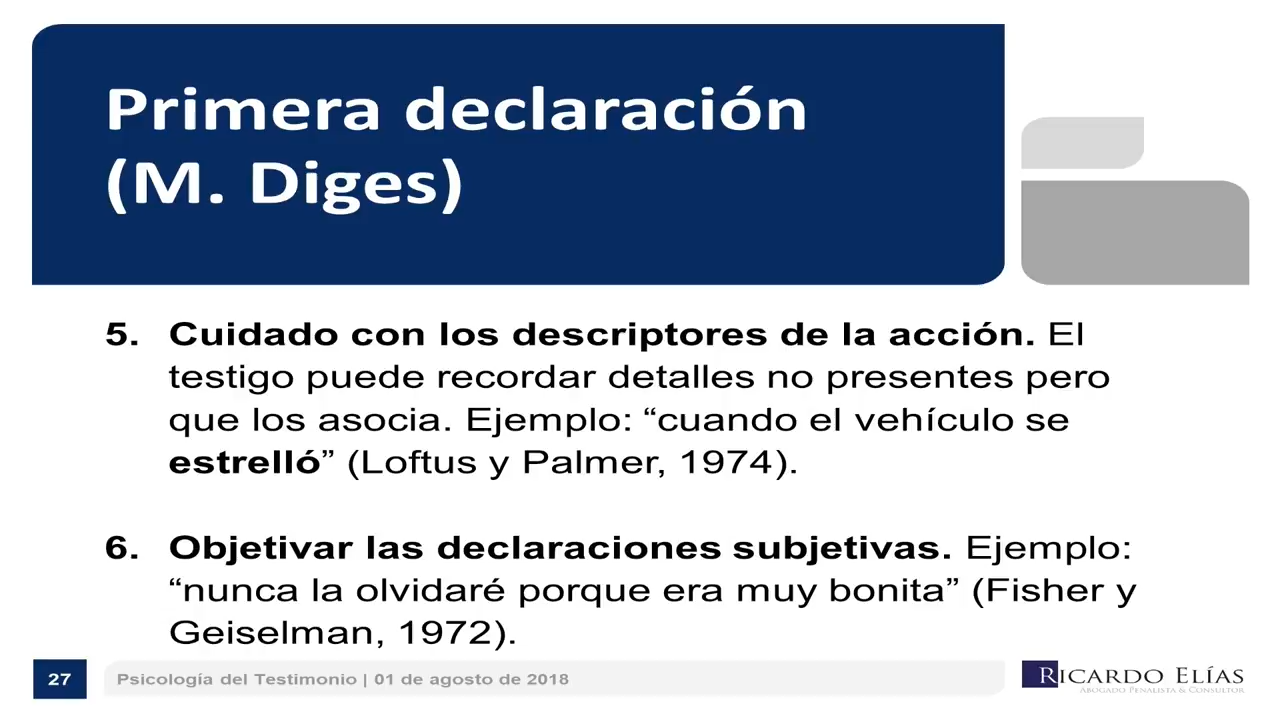 Primera declaración
(M. Diges)
5. Cuidado con los descriptores de la acción. El
testigo puede recordar detalles no presentes pero
que los asocia. Ejemplo: “cuando el vehículo se
estrelló” (Loftus y Palmer, 1974).
6. Objetivar las declaraciones subjetivas. Ejemplo:
“nunca la olvidaré porque era muy bonita” (Fisher y
Geiselman, 1972).
27
Psicología del Testimonio | 01 de agosto de 2018
RICARDO ELÍAS
ABOGADO PENALISTA & CONSULTOR